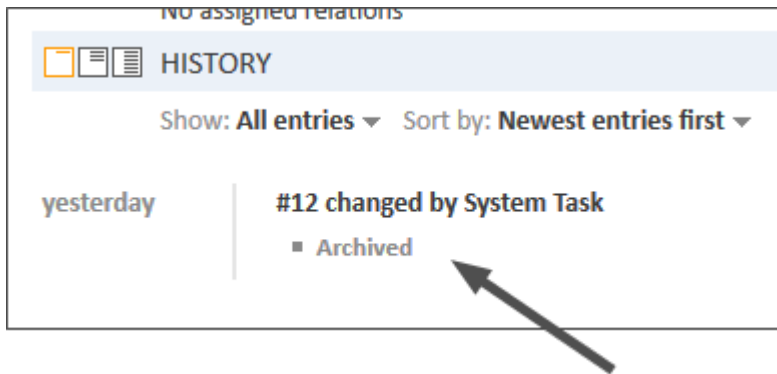 No assigned relations
HISTORY
Show: All entries Sort by: Newest entries first
yesterday #12 changed by System Task
Archived